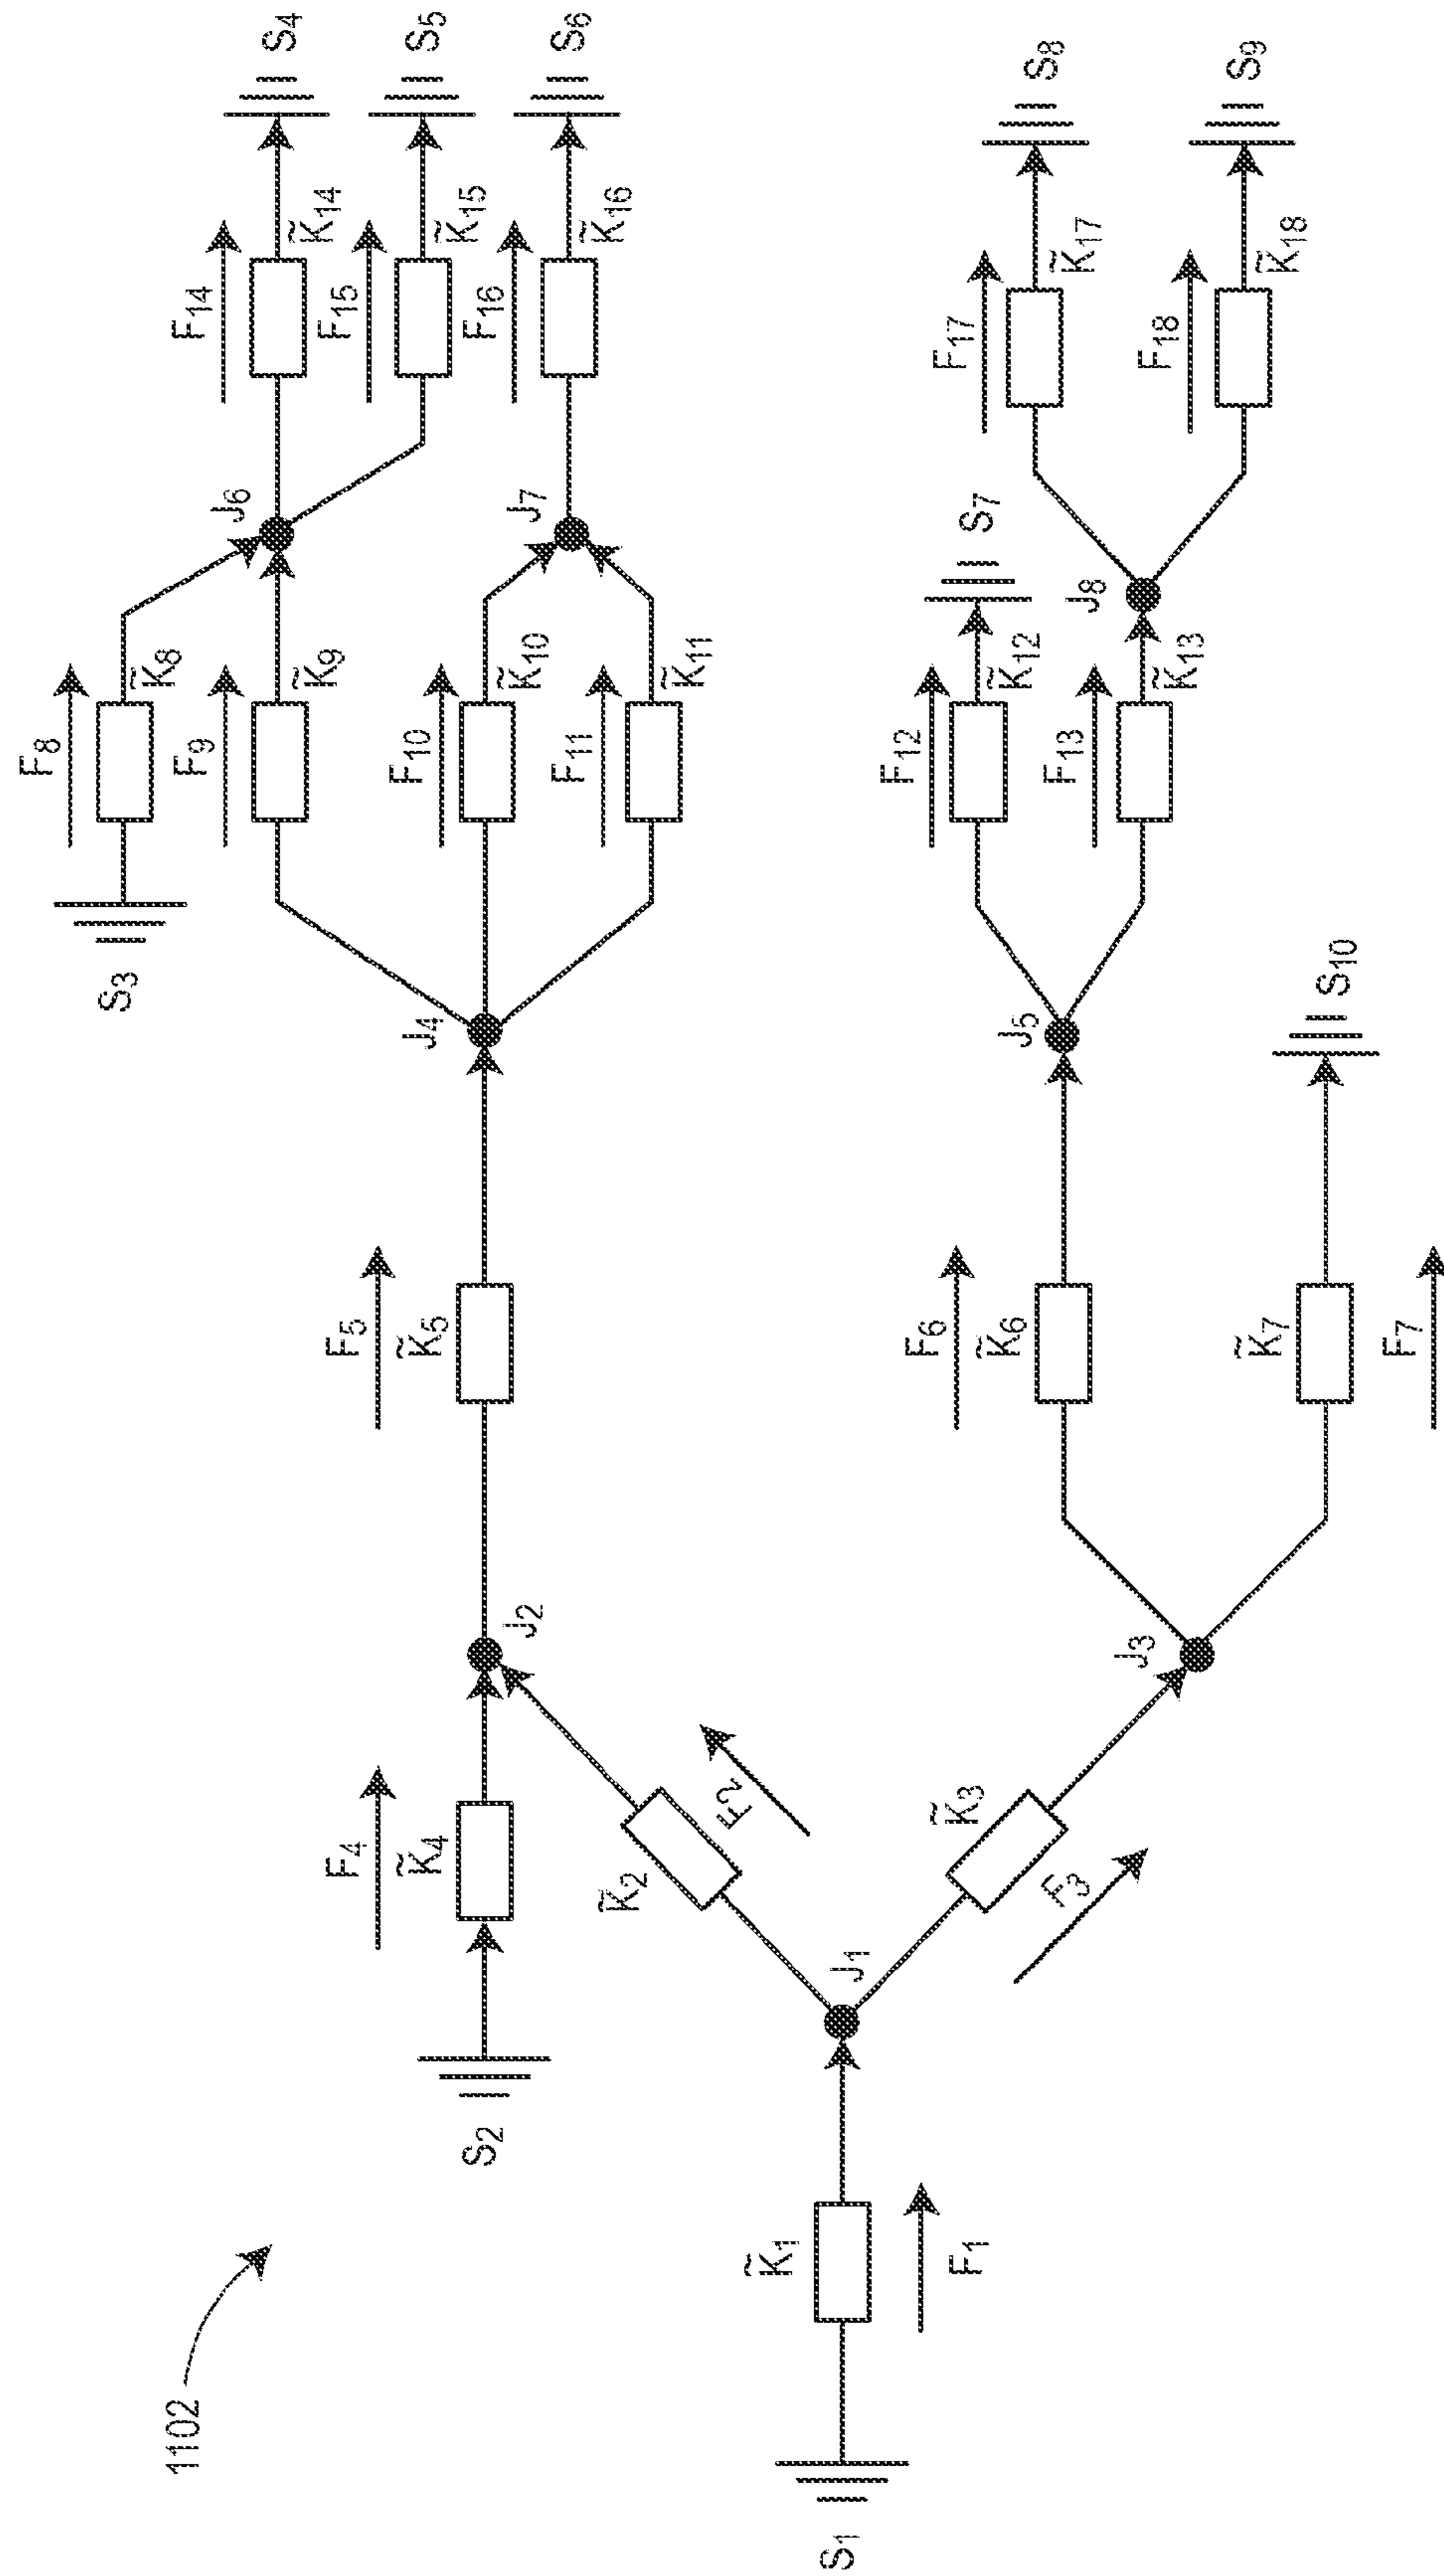 1102
S₁
K̃₁
F₁
J₁
S₂
F₄
K̃₄
K̃₂
F₂
K̃₃
F₃
J₂
J₃
F₅
K̃₅
F₆
K̃₆
K̃₇
F₇
J₄
J₅
S₁₀
S₃
F₈
K̃₈
F₉
K̃₉
F₁₀
K̃₁₀
F₁₁
K̃₁₁
F₁₂
K̃₁₂
F₁₃
K̃₁₃
S₇
J₆
J₇
J₈
F₁₄
K̃₁₄
F₁₅
K̃₁₅
F₁₆
K̃₁₆
F₁₇
K̃₁₇
F₁₈
K̃₁₈
S₄
S₅
S₆
S₈
S₉